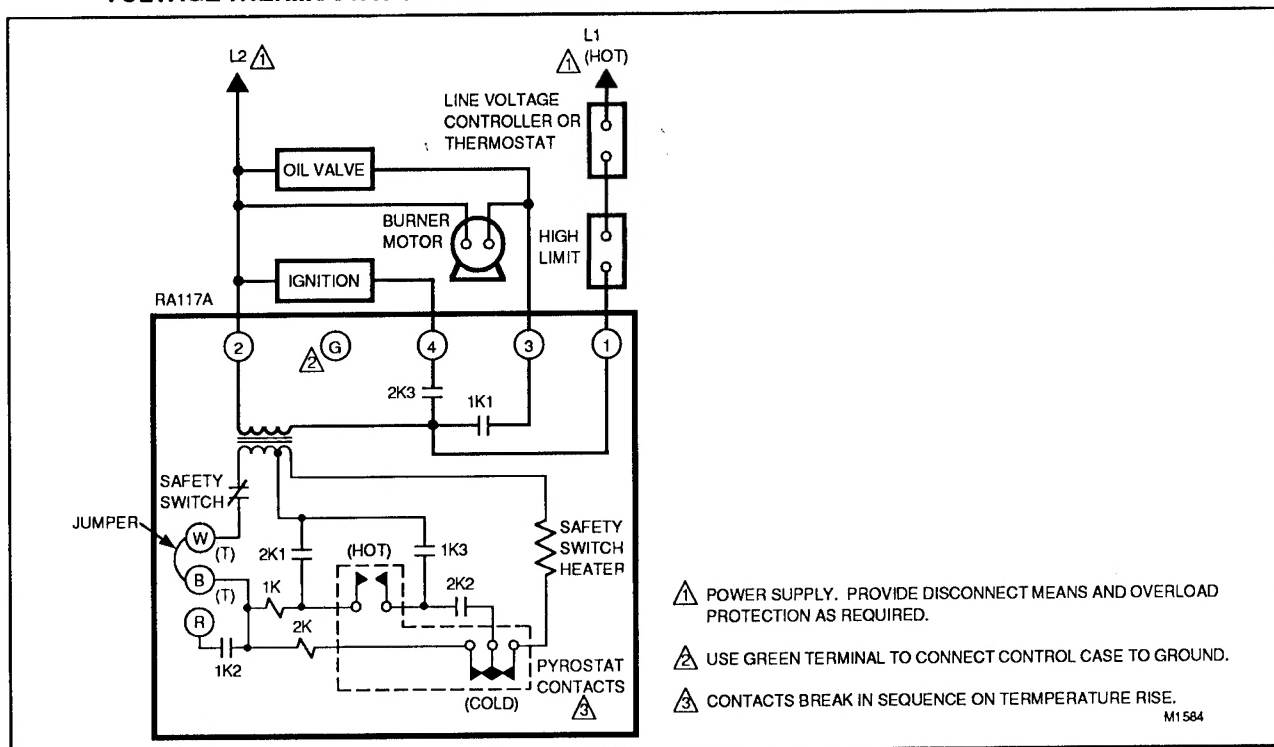 L2 1
L1
1 (HOT)
LINE VOLTAGE
CONTROLLER OR
THERMOSTAT
OIL VALVE
BURNER
MOTOR
HIGH
LIMIT
IGNITION
RA117A
2
2 G
4
3
1
2K3
1K1
SAFETY
SWITCH
JUMPER
W
(T)
B
(T)
R
1K2
2K1
1K
2K
(HOT)
1K3
2K2
SAFETY
SWITCH
HEATER
PYROSTAT
CONTACTS
3
(COLD)
1 POWER SUPPLY. PROVIDE DISCONNECT MEANS AND OVERLOAD
PROTECTION AS REQUIRED.
2 USE GREEN TERMINAL TO CONNECT CONTROL CASE TO GROUND.
3 CONTACTS BREAK IN SEQUENCE ON TERMPERATURE RISE.
M1584